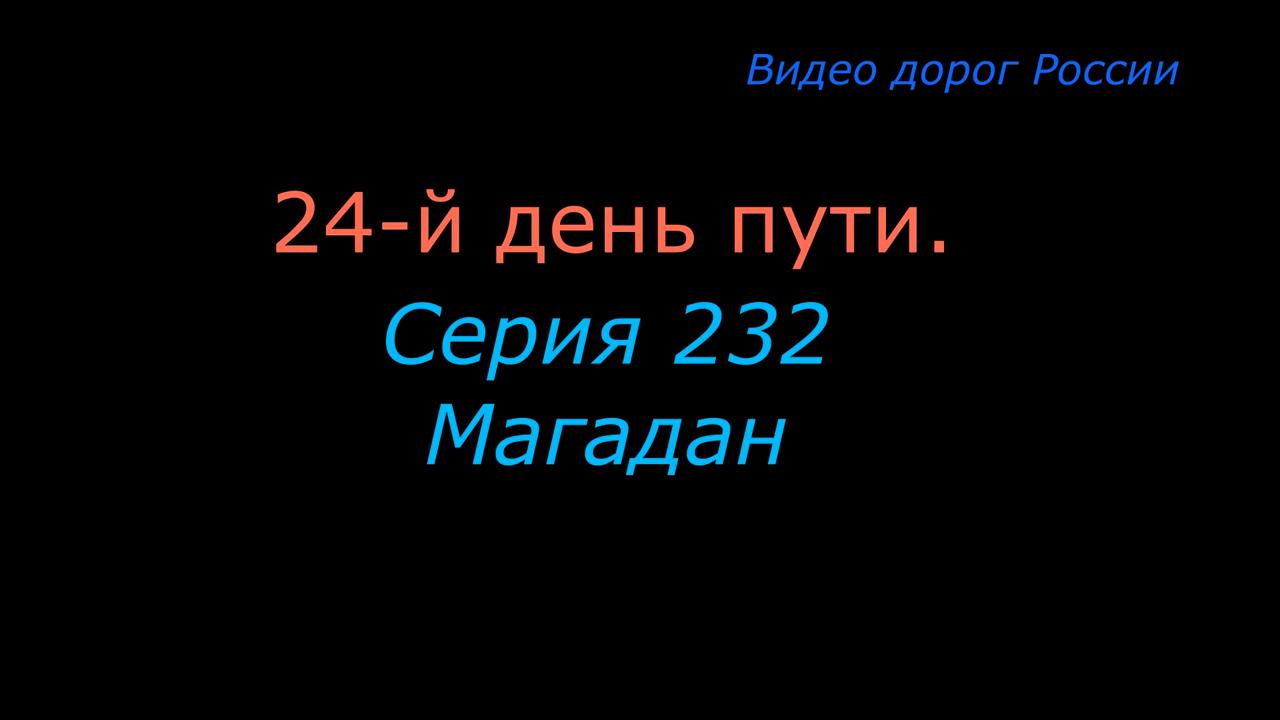 Видео дорог России
24-й день пути.
Серия 232
Магадан